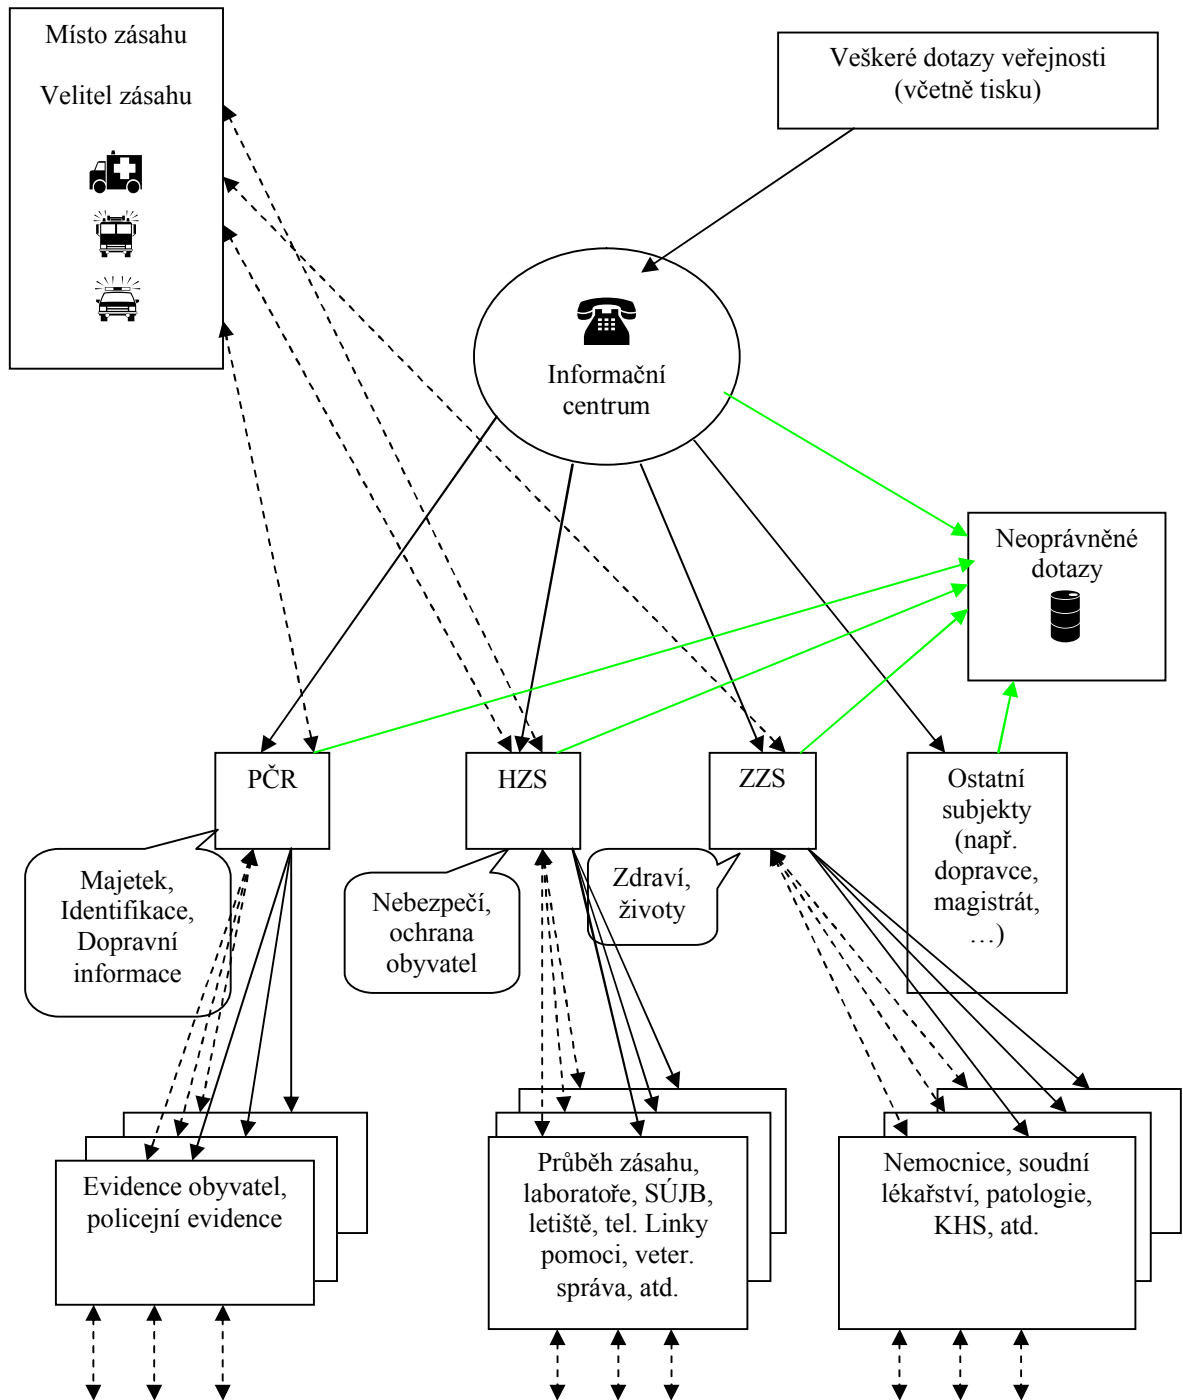 Místo zásahu
Velitel zásahu
Veškeré dotazy veřejnosti
(včetně tisku)
Informační
centrum
Neoprávněné
dotazy
PČR
HZS
ZZS
Ostatní
subjekty
(např.
dopravce,
magistrát,
…)
Majetek,
Identifikace,
Dopravní
informace
Nebezpečí,
ochrana
obyvatel
Zdraví,
životy
Evidence obyvatel,
policejní evidence
Průběh zásahu,
laboratoře, SÚJB,
letiště, tel. Linky
pomoci, veter.
správa, atd.
Nemocnice, soudní
lékařství, patologie,
KHS, atd.